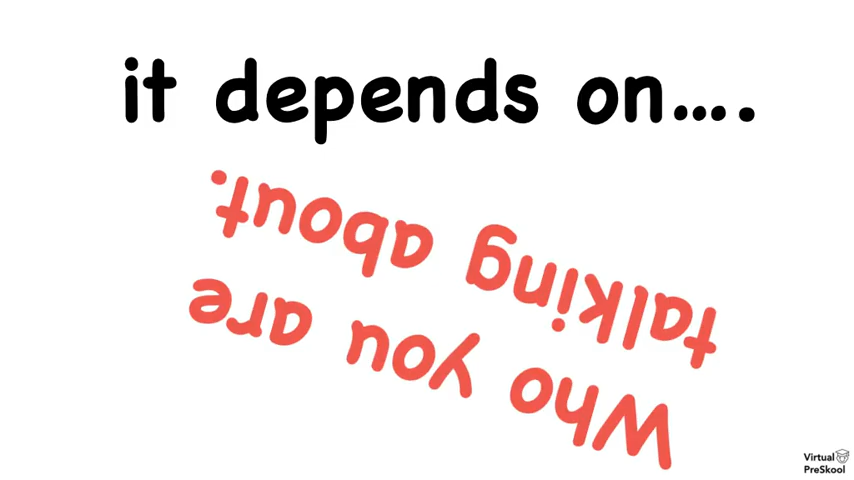 it depends on….
Who you are
talking about.
Virtual
PreSkool